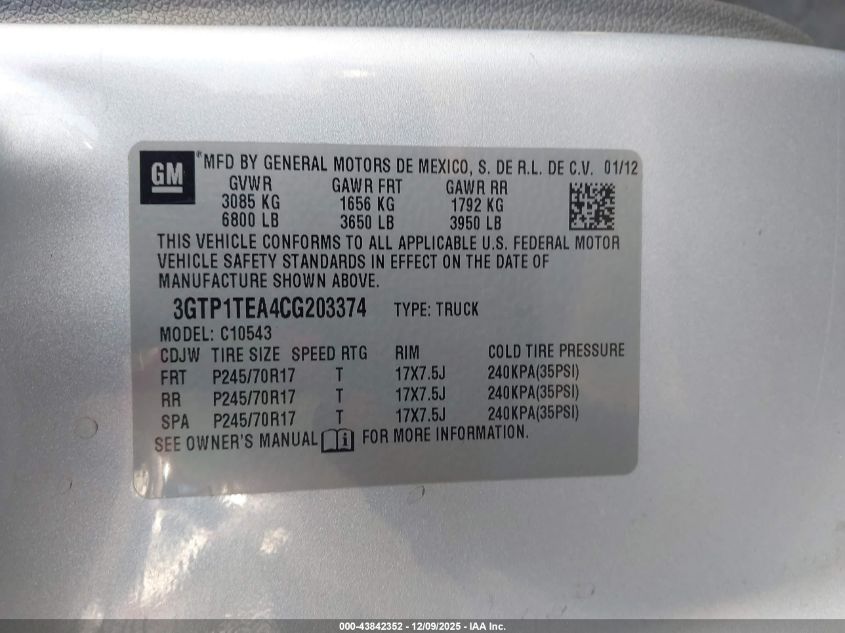 GM ® MFD BY GENERAL MOTORS DE MEXICO, S. DE R.L. DE C.V. 01/12
GVWR GAWR FRT GAWR RR
3085 KG 1656 KG 1792 KG
6800 LB 3650 LB 3950 LB
THIS VEHICLE CONFORMS TO ALL APPLICABLE U.S. FEDERAL MOTOR
VEHICLE SAFETY STANDARDS IN EFFECT ON THE DATE OF
MANUFACTURE SHOWN ABOVE.
3GTP1TEA4CG203374 TYPE: TRUCK
MODEL: C10543
CDJW TIRE SIZE SPEED RTG RIM COLD TIRE PRESSURE
FRT P245/70R17 T 17X7.5J 240KPA(35PSI)
RR P245/70R17 T 17X7.5J 240KPA(35PSI)
SPA P245/70R17 T 17X7.5J 240KPA(35PSI)
SEE OWNER'S MANUAL FOR MORE INFORMATION.
000-43842352 - 12/09/2025 - IAA Inc.